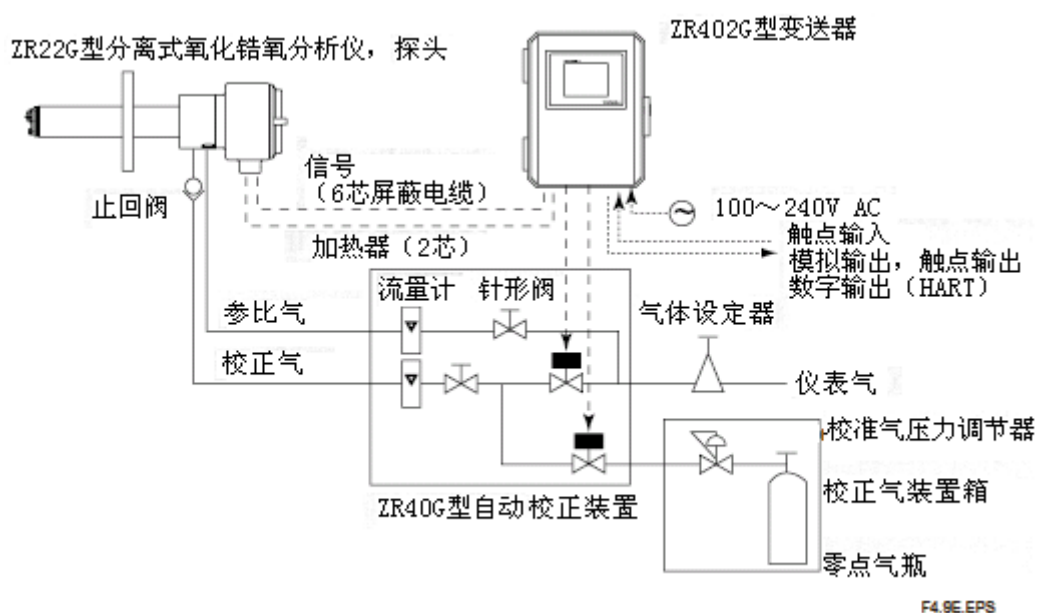 ZR402G型变送器
ZR22G型分离式氧化锆氧分析仪，探头
信号
（6芯屏蔽电缆）
止回阀
100～240V AC
触点输入
加热器（2芯）
模拟输出，触点输出
数字输出（HART）
流量计 针形阀
气体设定器
参比气
校正气
仪表气
校准气压力调节器
校正气装置箱
ZR40G型自动校正装置
零点气瓶
F4.9E.EPS